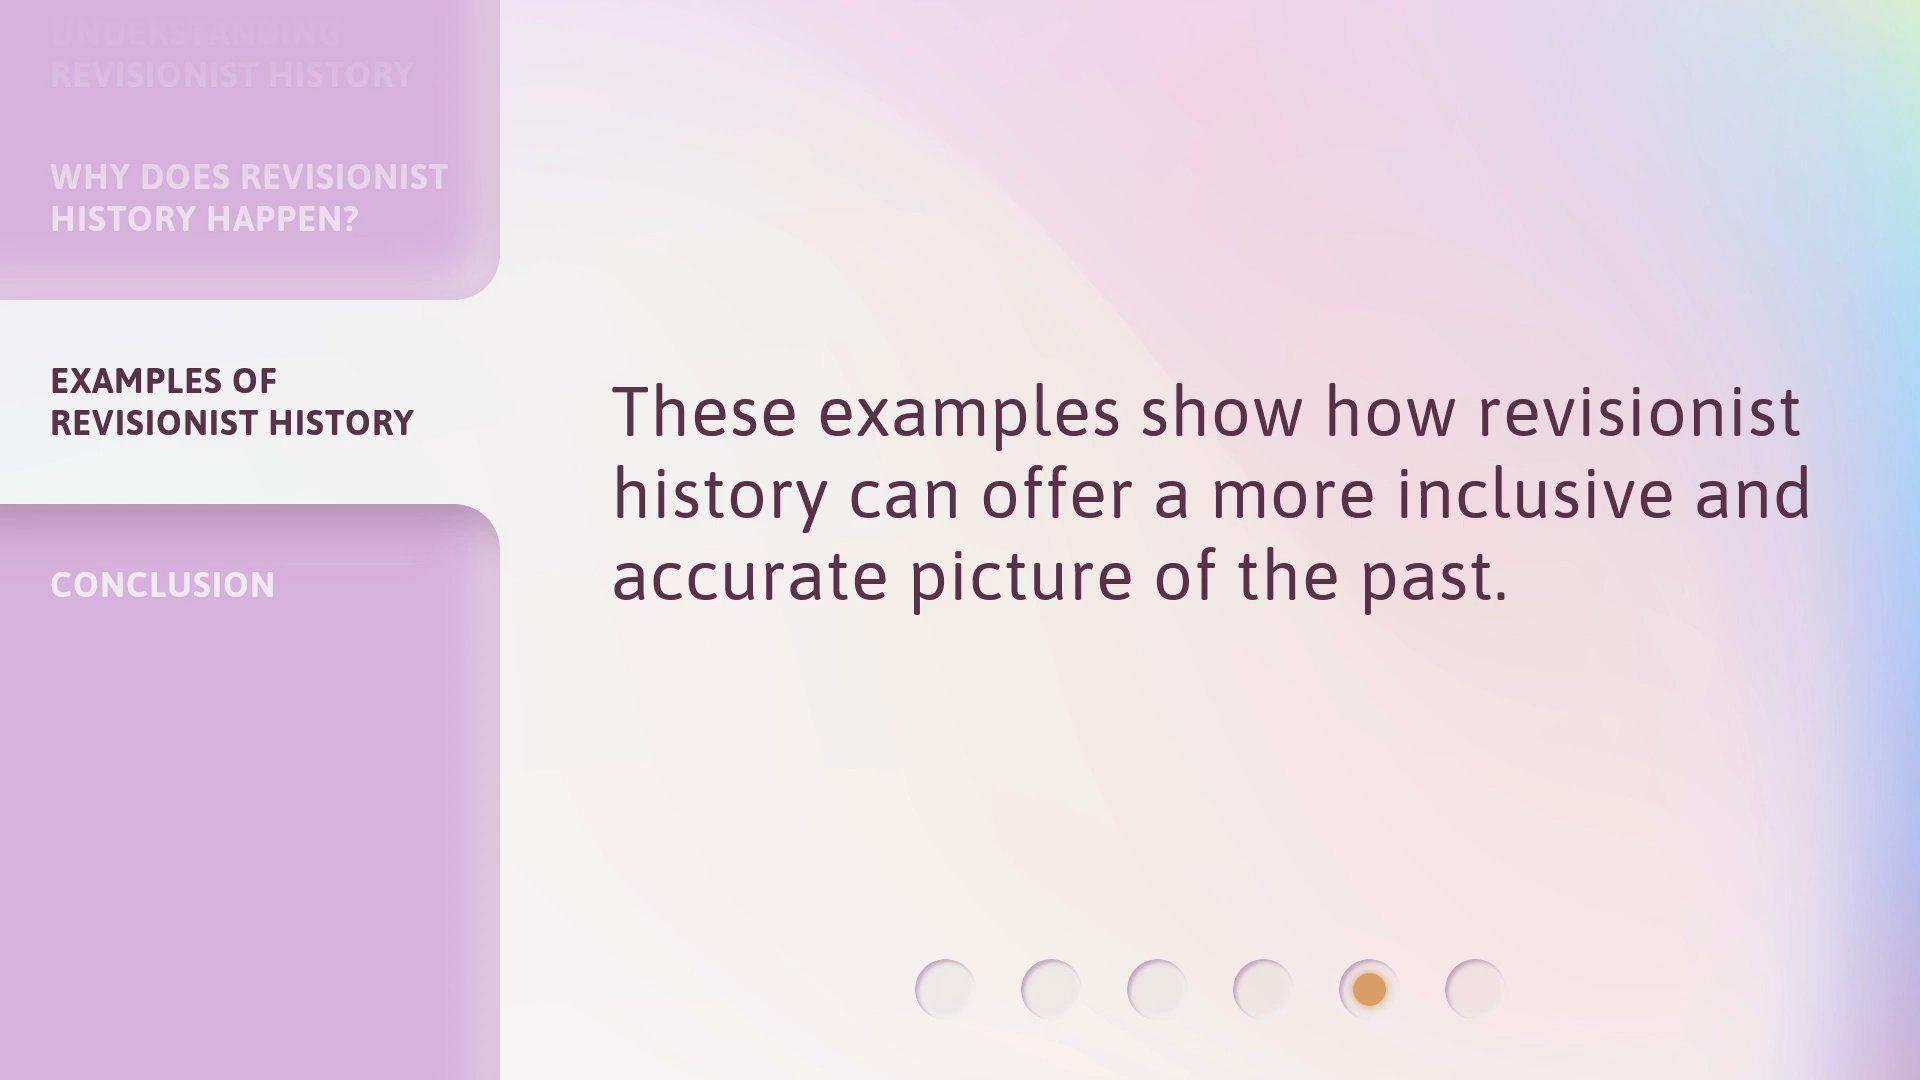 UNDERSTANDING
REVISIONIST HISTORY
WHY DOES REVISIONIST
HISTORY HAPPEN?
EXAMPLES OF
REVISIONIST HISTORY
CONCLUSION
These examples show how revisionist
history can offer a more inclusive and
accurate picture of the past.